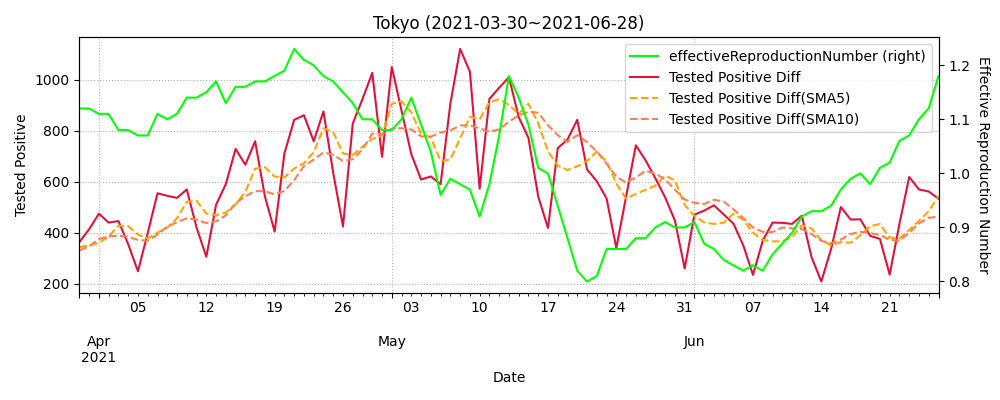 Tokyo (2021-03-30~2021-06-28)
effectiveReproductionNumber (right)
Tested Positive Diff
Tested Positive Diff(SMA5)
Tested Positive Diff(SMA10)
Tested Positive
1000
800
600
400
200
Effective Reproduction Number
1.2
1.1
1.0
0.9
0.8
05 12 19 26 03 10 17 24 31 07 14 21
Apr May Jun
2021
Date